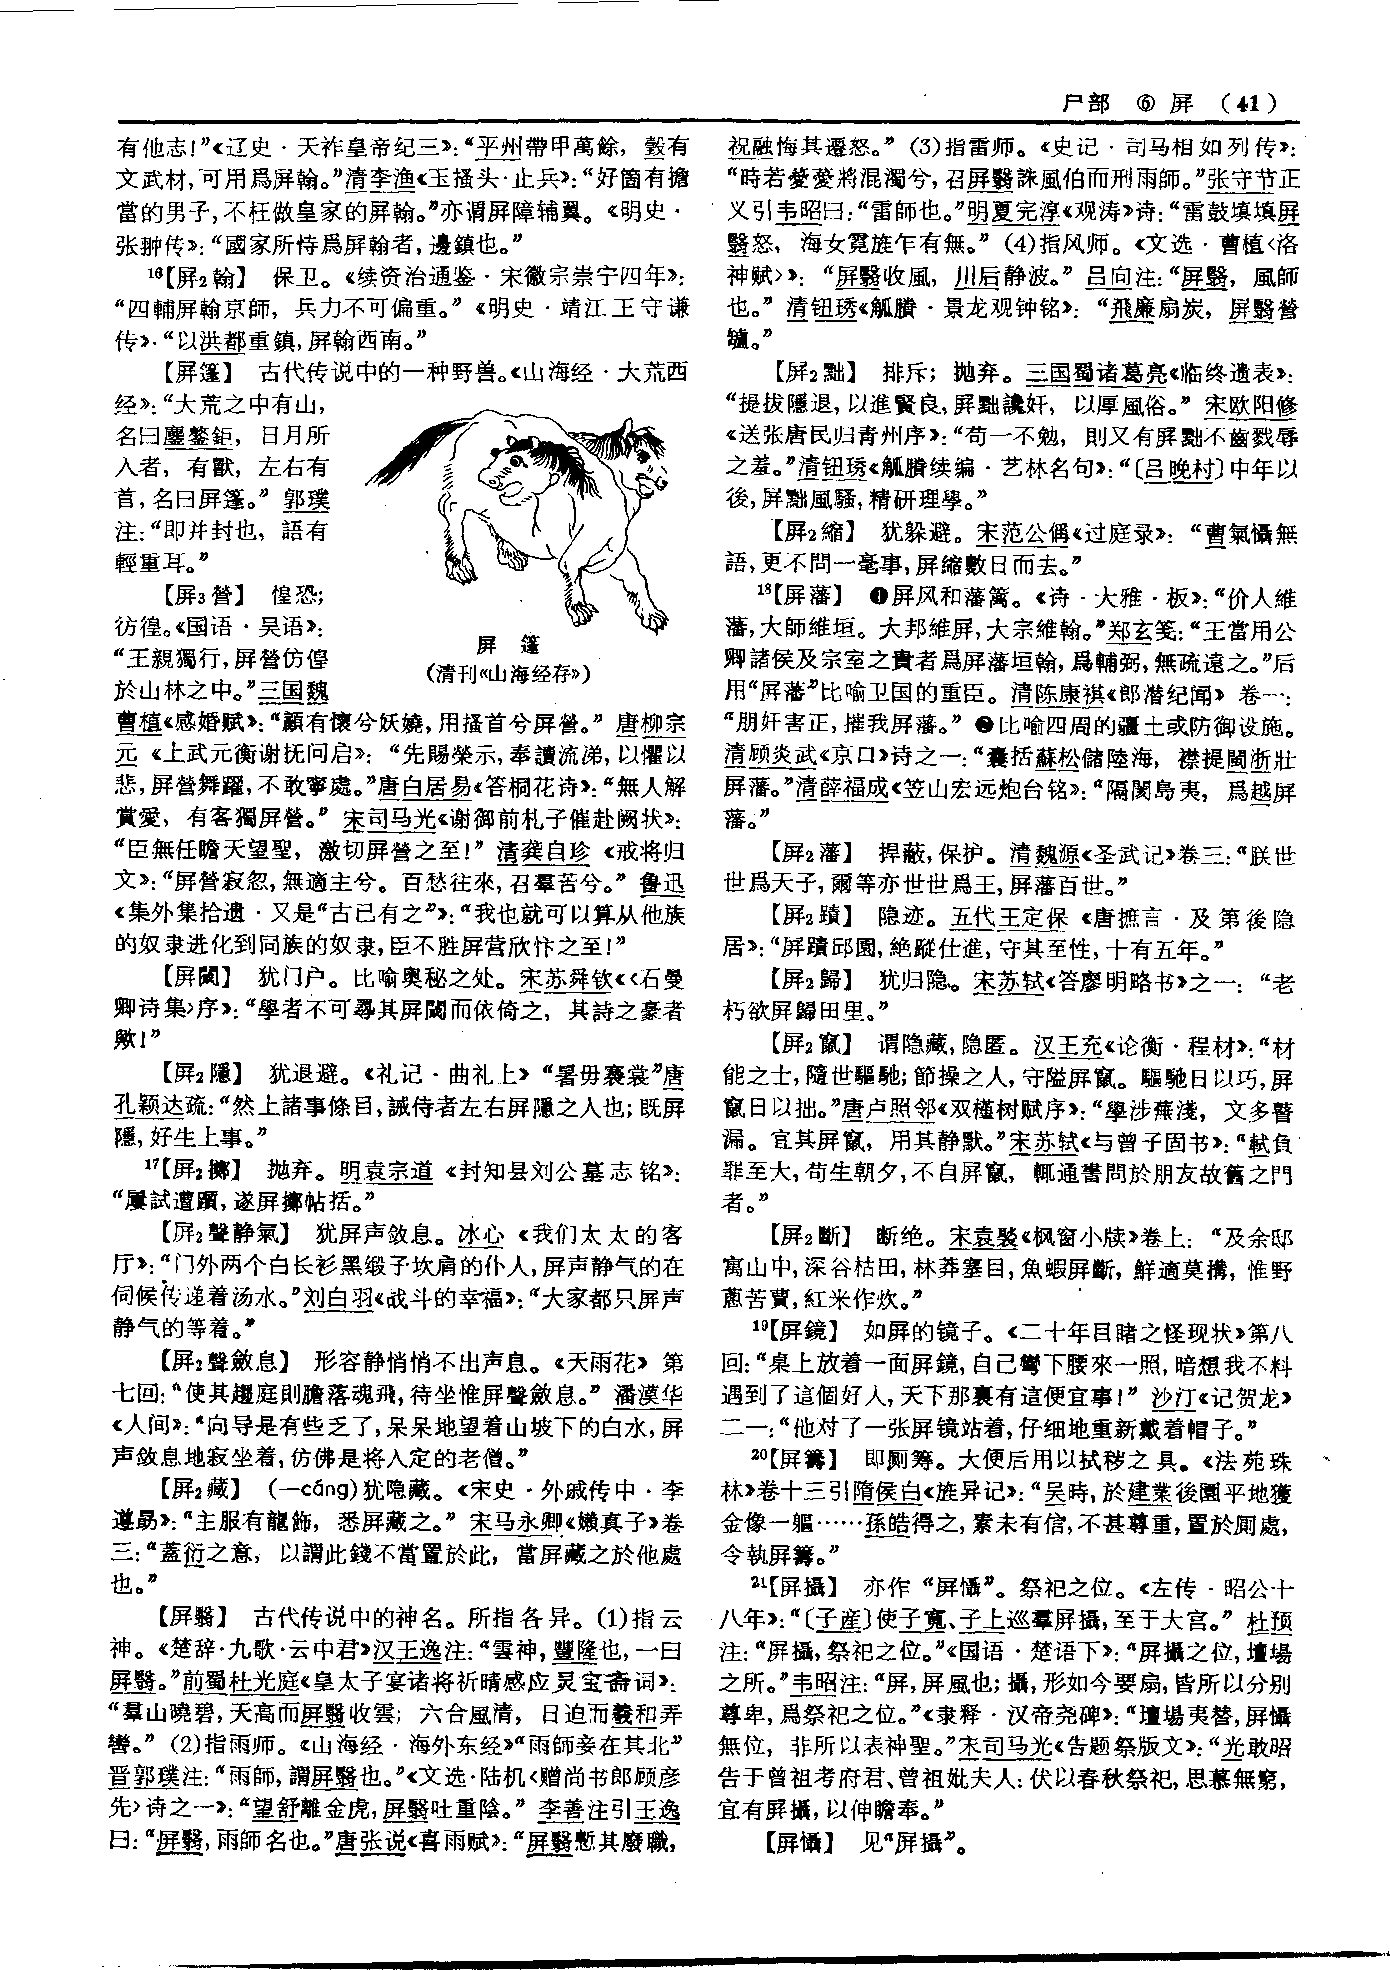 尸部 ⑥ 屏 (41)
有他志！”《辽史·天祚皇帝纪三》：“平州帶甲萬餘，瑴有
文武材，可用爲屏翰。”清李渔《玉搔头·止兵》：“好箇有擔
當的男子，不枉做皇家的屏翰。”亦谓屏障辅翼。《明史·
张翀传》：“國家所恃爲屏翰者，邊鎮也。”
16【屏2翰】 保卫。《续资治通鉴·宋徽宗崇宁四年》：
“四輔屏翰京師，兵力不可偏重。”《明史·靖江王守谦
传》：“以洪都重鎮，屏翰西南。”
【屏蓬】 古代传说中的一种野兽。《山海经·大荒西
经》：“大荒之中有山，
名曰鏖鏊鉅，日月所
入者，有獸，左右有
首，名曰屏蓬。”郭璞
注：“即并封也，語有
輕重耳。”
屏 篷
(清刊《山海经存》)
【屏3營】 惶恐；
彷徨。《国语·吴语》：
“王親獨行，屏營仿偟
於山林之中。”三国魏
曹植《感婚赋》：“顧有懷兮妖嬈，用搔首兮屏營。”唐柳宗
元《上武元衡谢抚问启》：“先賜榮示，奉讀流涕，以懼以
悲，屏營舞躍，不敢寧處。”唐白居易《答桐花诗》：“無人解
賞愛，有客獨屏營。”宋司马光《谢御前札子催赴阙状》：
“臣無任瞻天望聖，激切屏營之至！”清龚自珍《戒将归
文》：“屏營寂忽，無適主兮。百愁往來，召羣苦兮。”鲁迅
《集外集拾遗·又是“古已有之”》：“我也就可以算从他族
的奴隶进化到同族的奴隶，臣不胜屏营欣忭之至！”
【屏閾】 犹门户。比喻奥秘之处。宋苏舜钦《〈石曼
卿诗集〉序》：“學者不可尋其屏閾而依倚之，其詩之豪者
歟！”
【屏2隱】 犹退避。《礼记·曲礼上》“暑毋褰裳”唐
孔颖达疏：“然上諸事條目，誡侍者左右屏隱之人也；既屏
隱，好生上事。”
17【屏2擲】 抛弃。明袁宗道《封知县刘公墓志铭》：
“屢試遭躓，遂屏擲帖括。”
【屏2聲静氣】 犹屏声敛息。冰心《我们太太的客
厅》：“门外两个白长衫黑缎子坎肩的仆人，屏声静气的在
伺候传递着汤水。”刘白羽《战斗的幸福》：“大家都只屏声
静气的等着。”
【屏2聲斂息】 形容静悄悄不出声息。《天雨花》第
七回：“使其趨庭則膽落魂飛，待坐惟屏聲斂息。”潘漠华
《人间》：“向导是有些乏了，呆呆地望着山坡下的白水，屏
声敛息地寂坐着，仿佛是将入定的老僧。”
【屏2藏】 (一cáng)犹隐藏。《宋史·外戚传中·李
遵勗》：“主服有龍飾，悉屏藏之。”宋马永卿《嬾真子》卷
三：“蓋衍之意，以謂此錢不當置於此，當屏藏之於他處
也。”
【屏翳】 古代传说中的神名。所指各异。(1)指云
神。《楚辞·九歌·云中君》汉王逸注：“雲神，豐隆也，一曰
屏翳。”前蜀杜光庭《皇太子宴诸将祈晴感应灵宝斋词》：
“羣山曉碧，天高而屏翳收雲；六合風清，日迫而羲和弄
轡。”(2)指雨师。《山海经·海外东经》“雨師妾在其北”
晋郭璞注：“雨師，謂屏翳也。”《文选·陆机〈赠尚书郎顾彦
先〉诗之一》：“望舒離金虎，屏翳吐重陰。”李善注引王逸
曰：“屏翳，雨師名也。”唐张说《喜雨赋》：“屏翳慙其廢職，
祝融悔其遷怒。”(3)指雷师。《史记·司马相如列传》：
“時若薆薆將混濁兮，召屏翳誅風伯而刑雨師。”张守节正
义引韦昭曰：“雷師也。”明夏完淳《观涛》诗：“雷鼓填填屏
翳怒，海女霓旌乍有無。”(4)指风师。《文选·曹植〈洛
神赋〉》：“屏翳收風，川后静波。”吕向注：“屏翳，風師
也。”清钮琇《觚賸·景龙观钟铭》：“飛廉扇炭，屏翳營
罏。”
【屏2黜】 排斥；抛弃。三国蜀诸葛亮《临终遗表》：
“提拔隱退，以進賢良，屏黜讒奸，以厚風俗。”宋欧阳修
《送张唐民归青州序》：“苟一不勉，則又有屏黜不齒戮辱
之羞。”清钮琇《觚賸续编·艺林名句》：“〔吕晚村〕中年以
後，屏黜風騷，精研理學。”
【屏2縮】 犹躲避。宋范公偁《过庭录》：“曹氣懾無
語，更不問一毫事，屏縮數日而去。”
18【屏藩】 ❶屏风和藩篱。《诗·大雅·板》：“价人維
藩，大師維垣。大邦維屏，大宗維翰。”郑玄笺：“王當用公
卿諸侯及宗室之貴者爲屏藩垣翰，爲輔弼，無疏遠之。”后
用“屏藩”比喻卫国的重臣。清陈康祺《郎潜纪闻》卷一：
“朋奸害正，摧我屏藩。”❷比喻四周的疆土或防御设施。
清顾炎武《京口》诗之一：“囊括蘇松儲陸海，襟提閩浙壯
屏藩。”清薛福成《笠山宏远炮台铭》：“隔閡島夷，爲越屏
藩。”
【屏2藩】 捍蔽，保护。清魏源《圣武记》卷三：“朕世
世爲天子，爾等亦世世爲王，屏藩百世。”
【屏2蹟】 隐迹。五代王定保《唐摭言·及第後隐
居》：“屏蹟邱園，絶蹤仕進，守其至性，十有五年。”
【屏2歸】 犹归隐。宋苏轼《答廖明略书》之一：“老
朽欲屏歸田里。”
【屏2竄】 谓隐藏，隐匿。汉王充《论衡·程材》：“材
能之士，隨世驅馳；節操之人，守隘屏竄。驅馳日以巧，屏
竄日以拙。”唐卢照邻《双槿树赋序》：“學涉蕪淺，文多瞽
漏。宜其屏竄，用其静默。”宋苏轼《与曾子固书》：“軾負
罪至大，苟生朝夕，不自屏竄，輒通書問於朋友故舊之門
者。”
【屏2斷】 断绝。宋袁褧《枫窗小牍》卷上：“及余邸
寓山中，深谷枯田，林莽塞目，魚蝦屏斷，鮮適莫搆，惟野
蔥苦蕒，紅米作炊。”
19【屏鏡】 如屏的镜子。《二十年目睹之怪现状》第八
回：“桌上放着一面屏鏡，自己彎下腰來一照，暗想我不料
遇到了這個好人，天下那裏有這便宜事！”沙汀《记贺龙》
二一：“他对了一张屏镜站着，仔细地重新戴着帽子。”
20【屏籌】 即厕筹。大便后用以拭秽之具。《法苑珠
林》卷十三引隋侯白《旌异记》：“吴時，於建業後園平地獲
金像一軀……孫皓得之，素未有信，不甚尊重，置於厠處，
令執屏籌。”
21【屏攝】 亦作“屏懾”。祭祀之位。《左传·昭公十
八年》：“〔子産〕使子寬、子上巡羣屏攝，至于大宫。”杜预
注：“屏攝，祭祀之位。”《国语·楚语下》：“屏攝之位，壇場
之所。”韦昭注：“屏，屏風也；攝，形如今要扇，皆所以分别
尊卑，爲祭祀之位。”《隶释·汉帝尧碑》：“壇場夷替，屏懾
無位，非所以表神聖。”宋司马光《告题祭版文》：“光敢昭
告于曾祖考府君、曾祖妣夫人：伏以春秋祭祀，思慕無窮，
宜有屏攝，以伸瞻奉。”
【屏懾】 见“屏攝”。